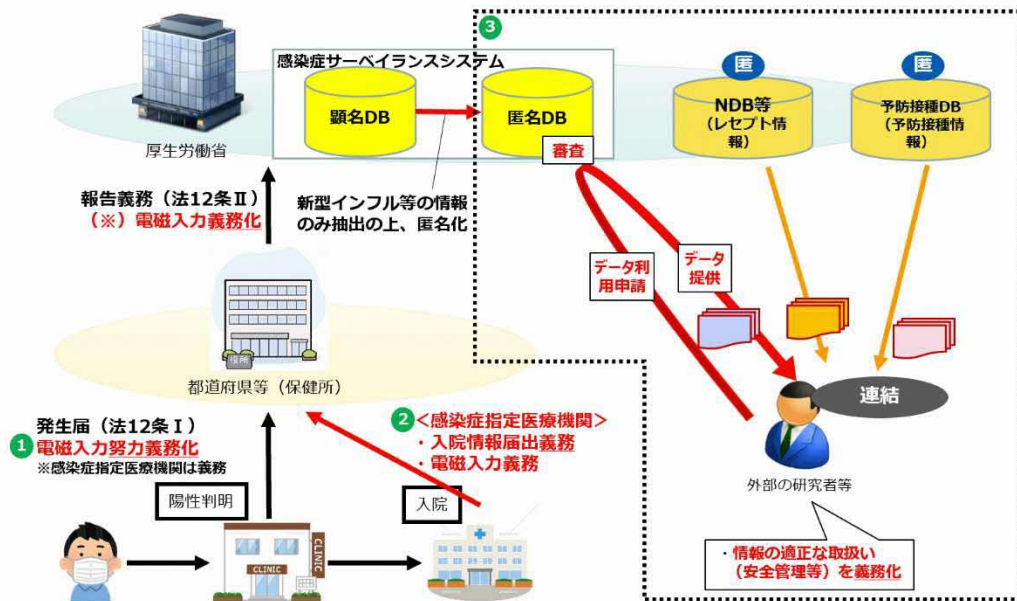 3
感染症サーベイランスシステム
顕名DB
匿名DB
審査
匿
NDB等
（レセプト情
報）
匿
予防接種DB
（予防接種情
報）
厚生労働省
報告義務（法12条Ⅱ）
（※）電磁入力義務化
新型インフル等の情報
のみ抽出の上、匿名化
データ利
用申請
データ
提供
役所
都道府県等（保健所）
連結
外部の研究者等
・情報の適正な取扱い
（安全管理等）を義務化
発生届（法12条Ⅰ）
1 電磁入力努力義務化
※感染症指定医療機関は義務
2 <感染症指定医療機関>
・入院情報届出義務
・電磁入力義務
陽性判明
入院
CLINIC
CLINIC